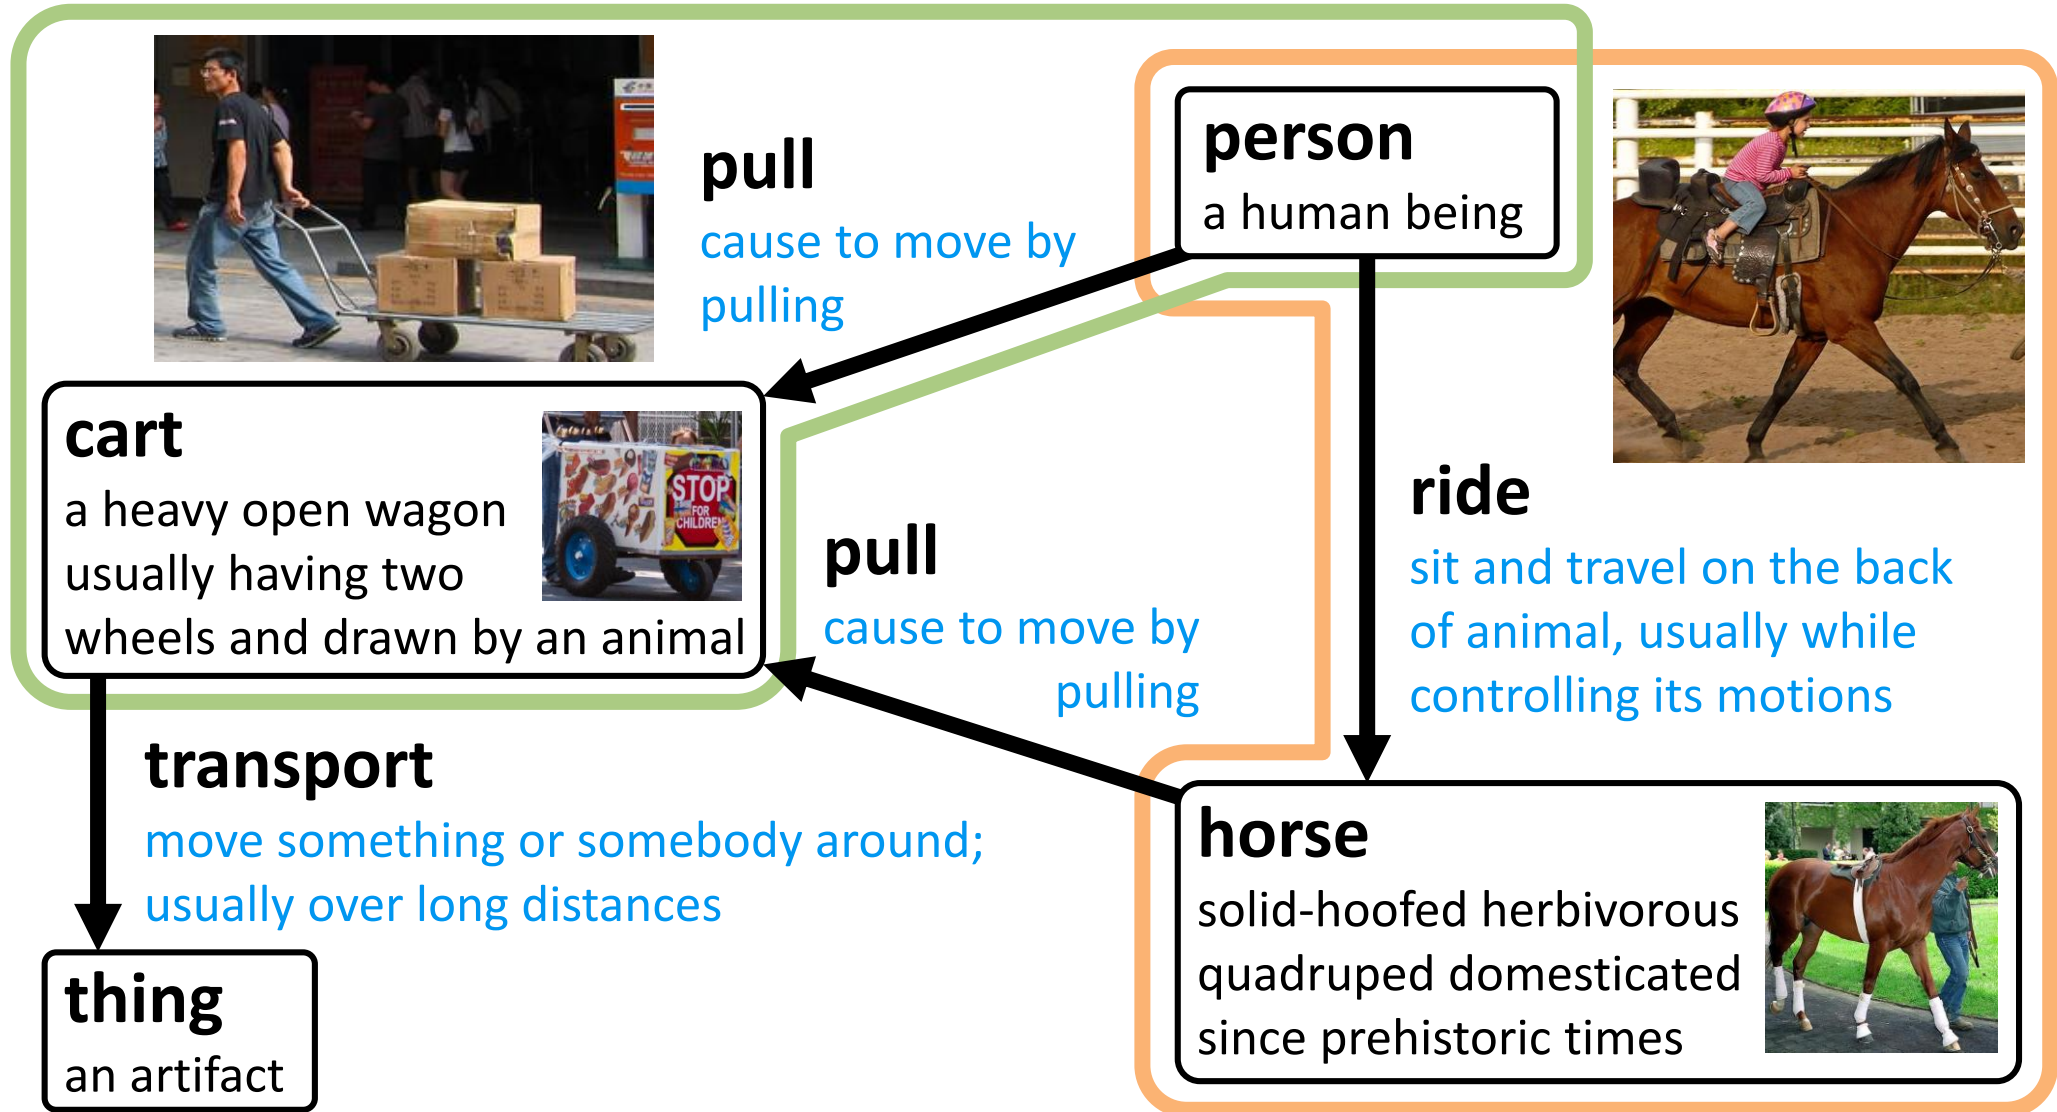 person
a human being
pull
cause to move by
pulling
cart
a heavy open wagon
usually having two
wheels and drawn by an animal
STOP
FOR
CHILDREN
ride
sit and travel on the back
of animal, usually while
controlling its motions
pull
cause to move by
pulling
transport
move something or somebody around;
usually over long distances
horse
solid-hoofed herbivorous
quadruped domesticated
since prehistoric times
thing
an artifact